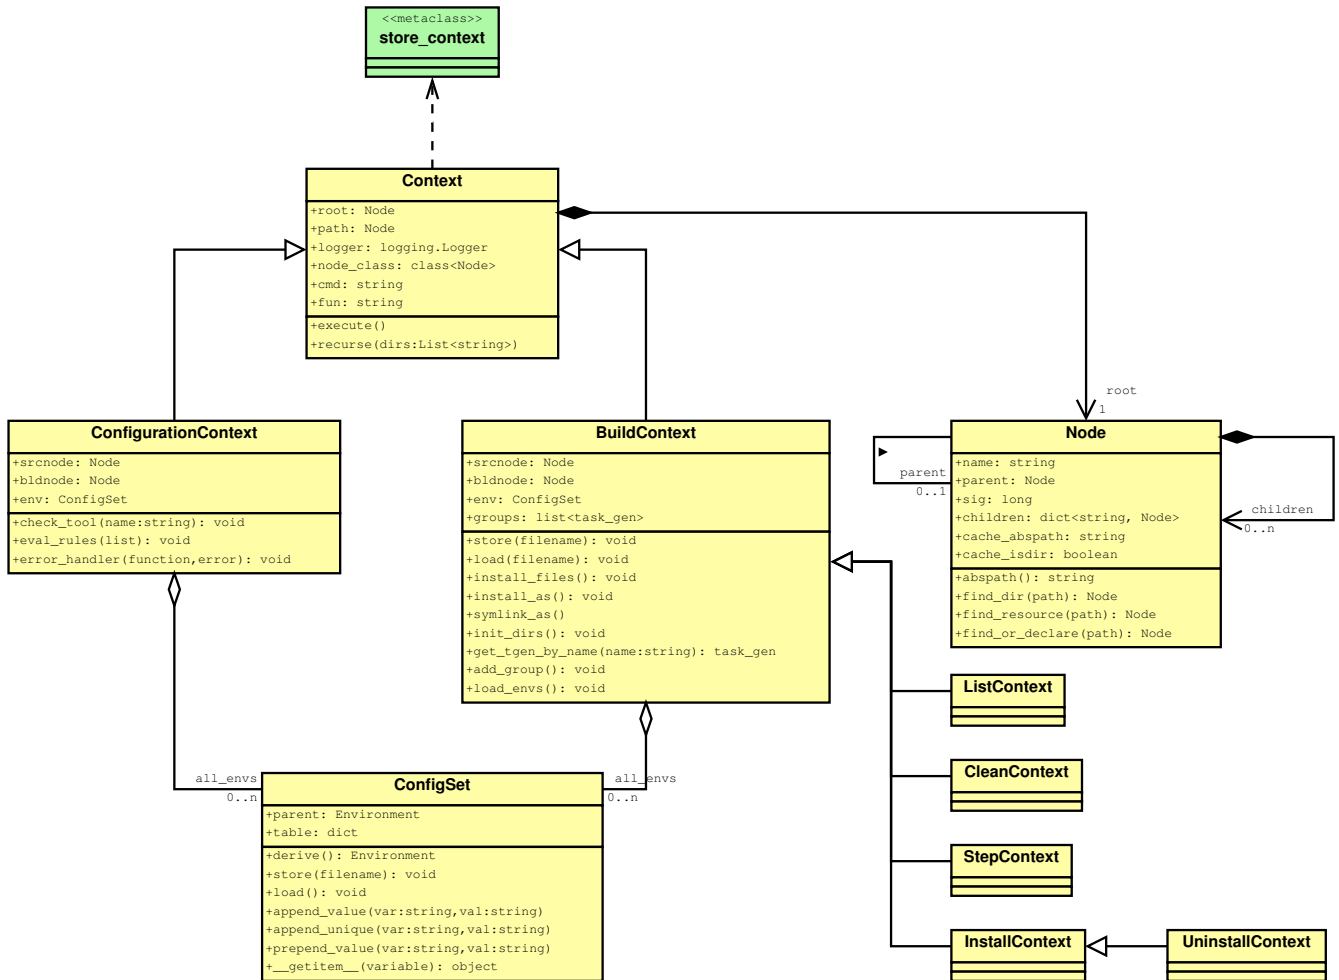 <<metaclass>>
store_context
Context
+root: Node
+path: Node
+logger: logging.Logger
+node_class: class<Node>
+cmd: string
+fun: string
+execute()
+recurse(dirs:List<string>)
root
1
ConfigurationContext
+srcnode: Node
+bldnode: Node
+env: ConfigSet
+check_tool(name:string): void
+eval_rules(list): void
+error_handler(function,error): void
BuildContext
+srcnode: Node
+bldnode: Node
+env: ConfigSet
+groups: list<task_gen>
+store(filename): void
+load(filename): void
+install_files(): void
+install_as(): void
+symlink_as()
+init_dirs(): void
+get_tgen_by_name(name:string): task_gen
+add_group(): void
+load_envs(): void
Node
+name: string
+parent: Node
+sig: long
+children: dict<string, Node>
+cache_abspath: string
+cache_isdir: boolean
+abspath(): string
+find_dir(path): Node
+find_resource(path): Node
+find_or_declare(path): Node
parent
0..1
children
0..n
ListContext
CleanContext
StepContext
InstallContext
UninstallContext
all_envs
0..n
all_envs
0..n
ConfigSet
+parent: Environment
+table: dict
+derive(): Environment
+store(filename): void
+load(): void
+append_value(var:string,val:string)
+append_unique(var:string,val:string)
+prepend_value(var:string,val:string)
+__getitem__(variable): object